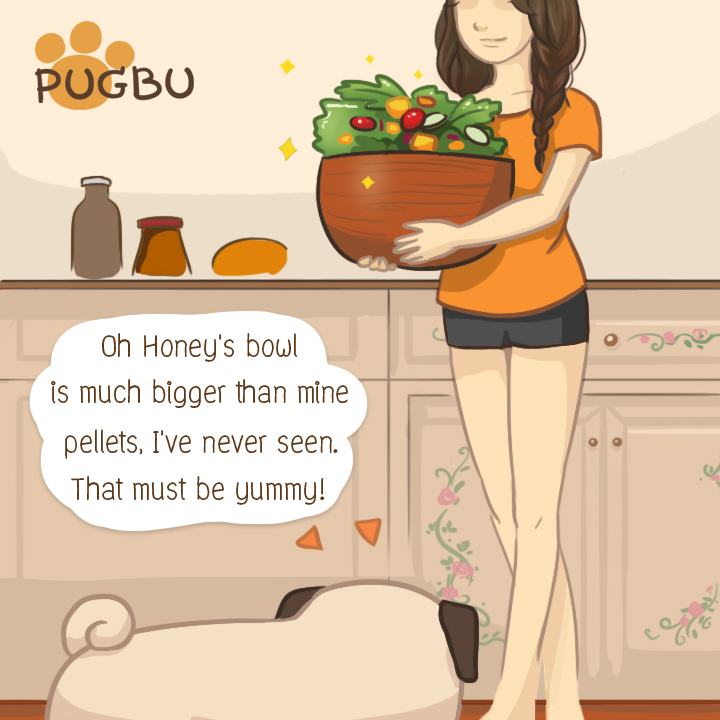 PUGBU
Oh Honey's bowl
is much bigger than mine
pellets, I've never seen.
That must be yummy!